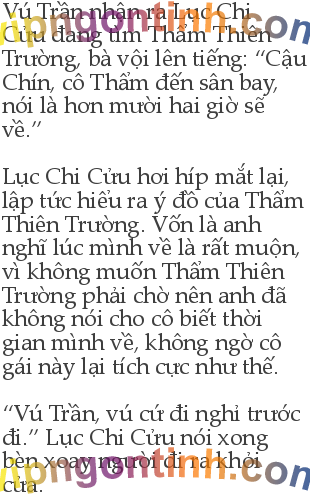 Vú Trần nhận ra Lục Chi
Cửu đang tìm Thẩm Thiên
Trường, bà vội lên tiếng: “Cậu
Chín, cô Thẩm đến sân bay,
nói là hơn mười hai giờ sẽ
về.”
Lục Chi Cửu hơi híp mắt lại,
lập tức hiểu ra ý đồ của Thẩm
Thiên Trường. Vốn là anh
nghĩ lúc mình về là rất muộn,
vì không muốn Thẩm Thiên
Trường phải chờ nên anh đã
không nói cho cô biết thời
gian mình về, không ngờ cô
gái này lại tích cực như thế.
“Vú Trần, vú cứ đi nghỉ trước
đi.” Lục Chi Cửu nói xong
bèn xoay người đi ra khỏi
cửa.
vipngontinh.com
vipngontinh.com